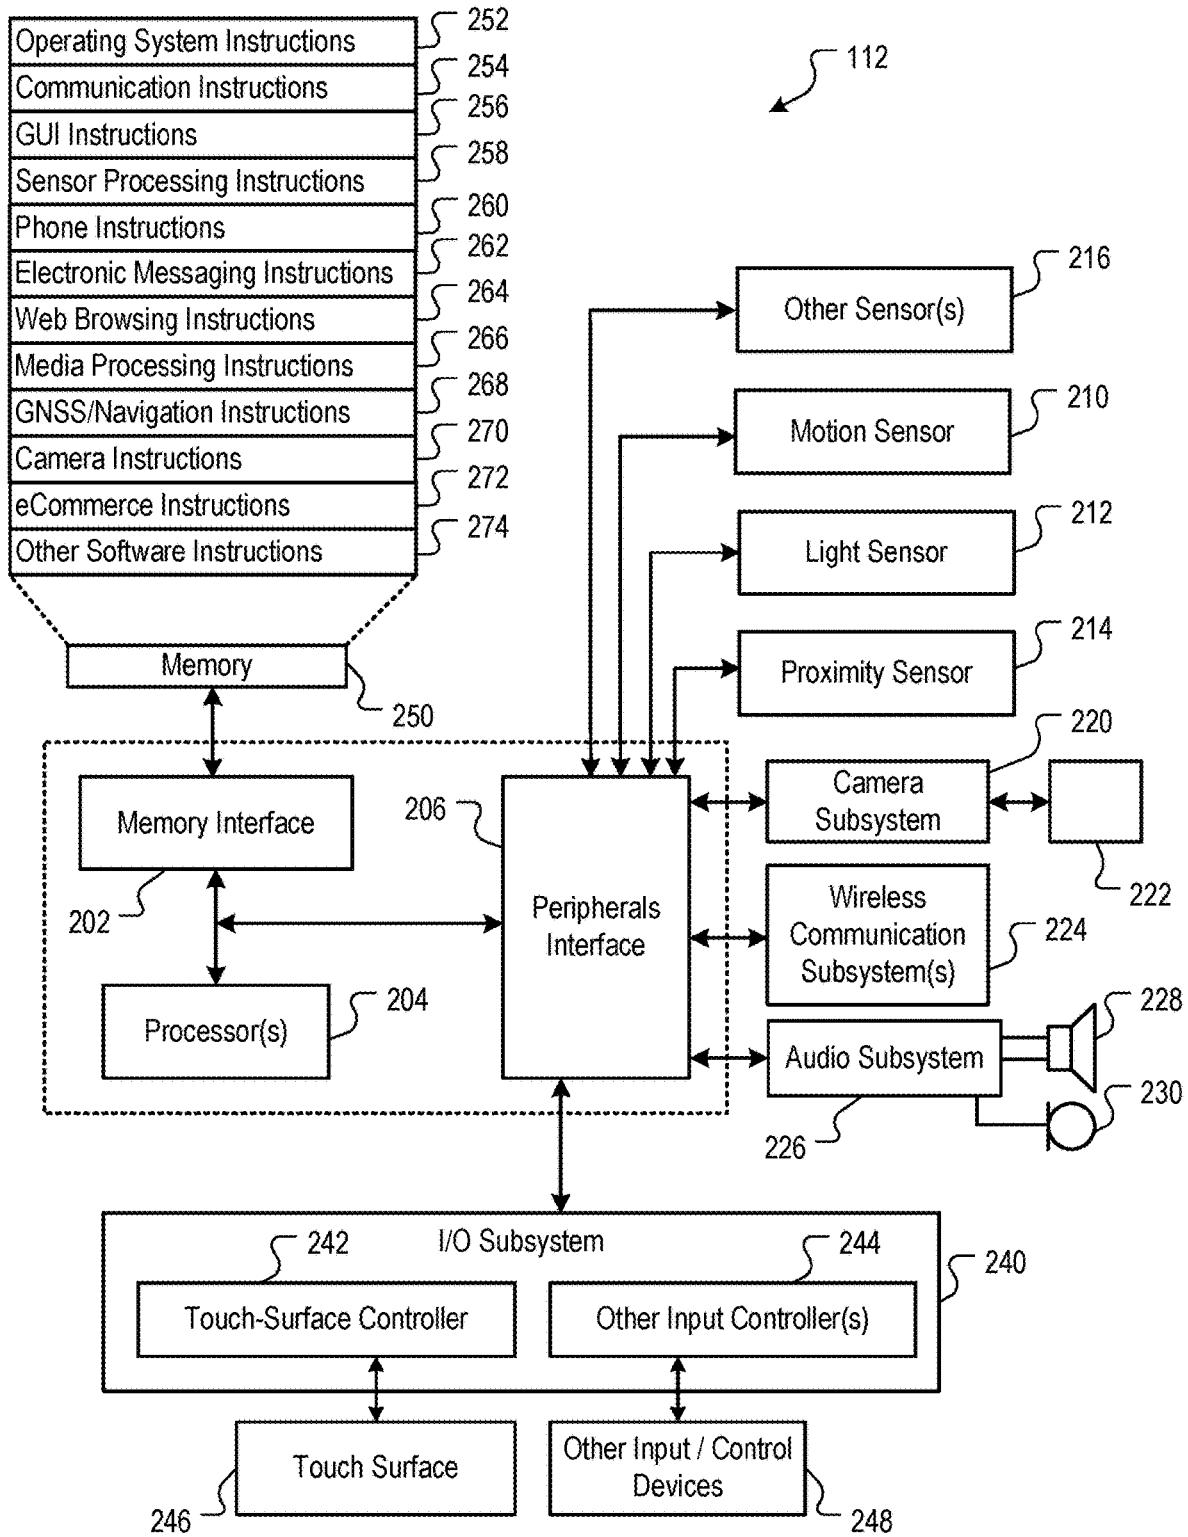 Operating System Instructions
252
Communication Instructions
254
GUI Instructions
256
Sensor Processing Instructions
258
Phone Instructions
260
Electronic Messaging Instructions
262
Web Browsing Instructions
264
Media Processing Instructions
266
GNSS/Navigation Instructions
268
Camera Instructions
270
eCommerce Instructions
272
Other Software Instructions
274
Memory
250
112
Other Sensor(s)
216
Motion Sensor
210
Light Sensor
212
Proximity Sensor
214
Memory Interface
202
Processor(s)
204
206
Peripherals
Interface
Camera
Subsystem
220
222
Wireless
Communication
Subsystem(s)
224
Audio Subsystem
226
228
230
I/O Subsystem
240
242
Touch-Surface Controller
244
Other Input Controller(s)
Touch Surface
246
Other Input / Control
Devices
248